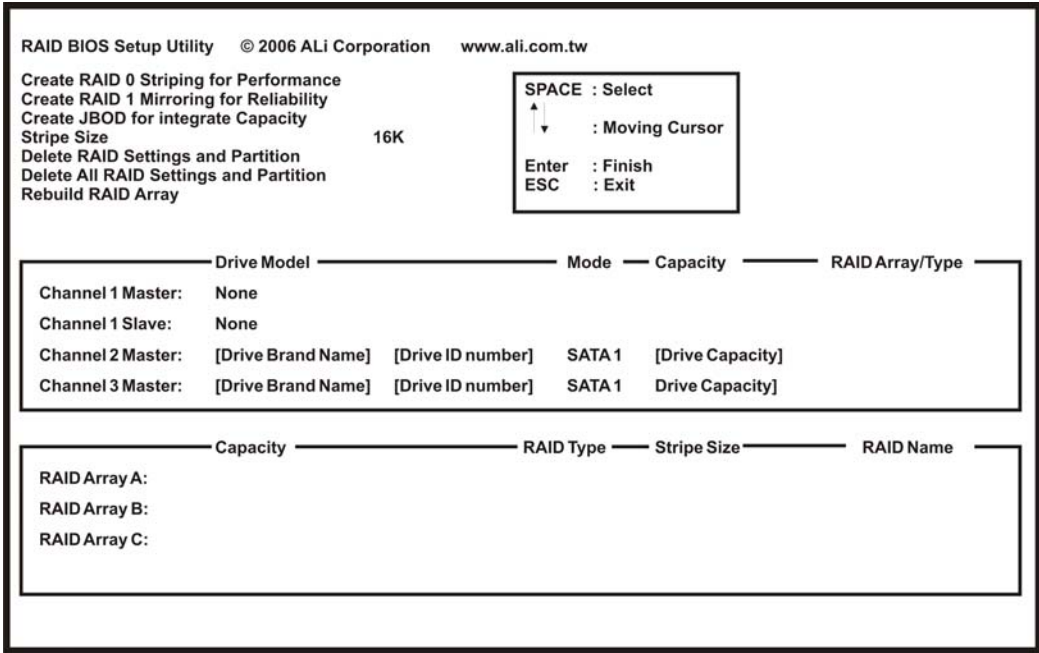 RAID BIOS Setup Utility © 2006 ALi Corporation www.ali.com.tw
Create RAID 0 Striping for Performance
Create RAID 1 Mirroring for Reliability
Create JBOD for integrate Capacity
Stripe Size 16K
Delete RAID Settings and Partition
Delete All RAID Settings and Partition
Rebuild RAID Array
SPACE : Select
↑↓ : Moving Cursor
Enter : Finish
ESC : Exit
Drive Model Mode Capacity RAID Array/Type
Channel 1 Master: None
Channel 1 Slave: None
Channel 2 Master: [Drive Brand Name] [Drive ID number] SATA 1 [Drive Capacity]
Channel 3 Master: [Drive Brand Name] [Drive ID number] SATA 1 Drive Capacity]
Capacity RAID Type Stripe Size RAID Name
RAID Array A:
RAID Array B:
RAID Array C: